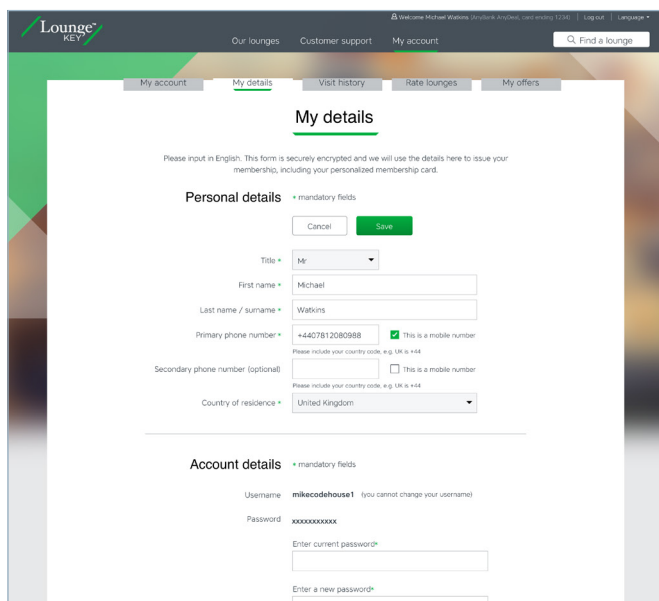 Welcome Michael Watkins (AnyBank AnyDeal, card ending 1234) | Log out | Language
Lounge™
KEY
Our lounges Customer support My account
Find a lounge
My account My details Visit history Rate lounges My offers
My details
Please input in English. This form is securely encrypted and we will use the details here to issue your
membership, including your personalized membership card.
Personal details * mandatory fields
Cancel Save
Title * Mr
First name * Michael
Last name / surname * Watkins
Primary phone number * +4407812080988 This is a mobile number
Please include your country code, e.g. UK is +44
Secondary phone number (optional) This is a mobile number
Please include your country code, e.g. UK is +44
Country of residence * United Kingdom
Account details * mandatory fields
Username mikecodehouse1 (you cannot change your username)
Password xxxxxxxxxxx
Enter current password*
Enter a new password*